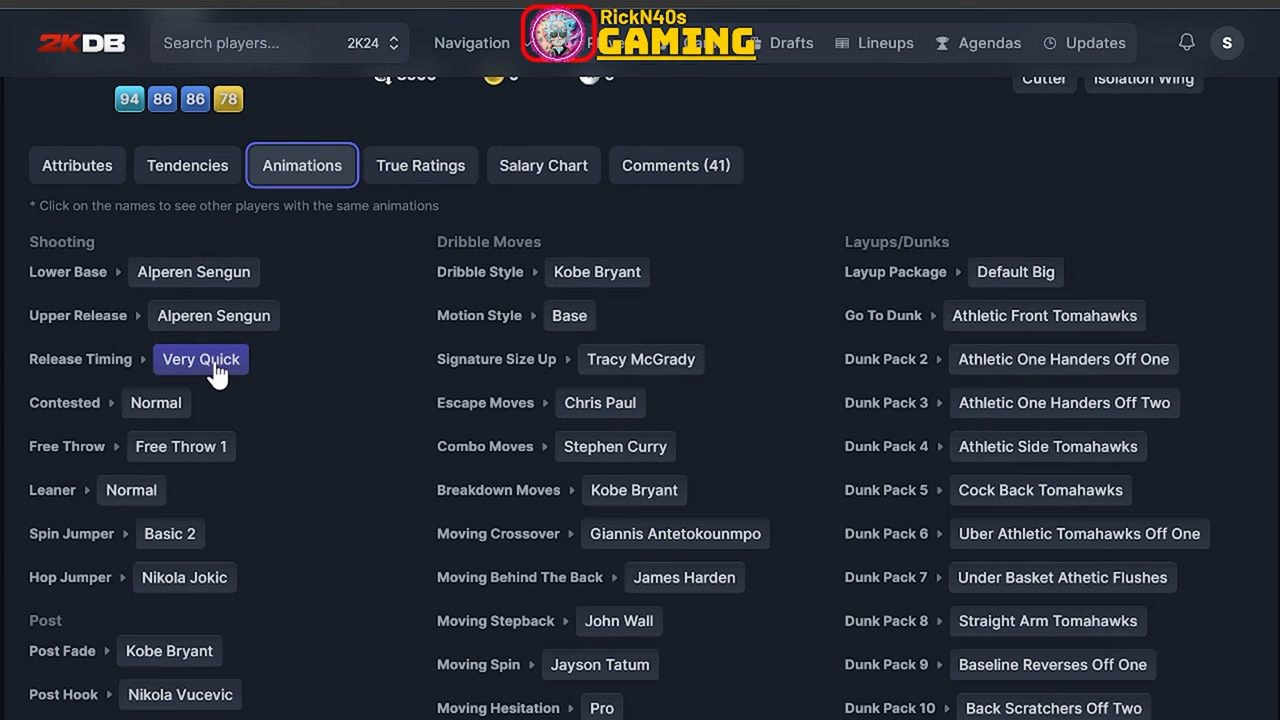 2KDB
Search players...
2K24
Navigation
RickN40s
GAMING
Drafts
Lineups
Agendas
Updates
S
Cutter
Isolation Wing
94 86 86 78
Attributes
Tendencies
Animations
True Ratings
Salary Chart
Comments (41)
* Click on the names to see other players with the same animations
Shooting
Lower Base Alperen Sengun
Upper Release Alperen Sengun
Release Timing Very Quick
Contested Normal
Free Throw Free Throw 1
Leaner Normal
Spin Jumper Basic 2
Hop Jumper Nikola Jokic
Post
Post Fade Kobe Bryant
Post Hook Nikola Vucevic
Dribble Moves
Dribble Style Kobe Bryant
Motion Style Base
Signature Size Up Tracy McGrady
Escape Moves Chris Paul
Combo Moves Stephen Curry
Breakdown Moves Kobe Bryant
Moving Crossover Giannis Antetokounmpo
Moving Behind The Back James Harden
Moving Stepback John Wall
Moving Spin Jayson Tatum
Moving Hesitation Pro
Layups/Dunks
Layup Package Default Big
Go To Dunk Athletic Front Tomahawks
Dunk Pack 2 Athletic One Handers Off One
Dunk Pack 3 Athletic One Handers Off Two
Dunk Pack 4 Athletic Side Tomahawks
Dunk Pack 5 Cock Back Tomahawks
Dunk Pack 6 Uber Athletic Tomahawks Off One
Dunk Pack 7 Under Basket Athetic Flushes
Dunk Pack 8 Straight Arm Tomahawks
Dunk Pack 9 Baseline Reverses Off One
Dunk Pack 10 Back Scratchers Off Two